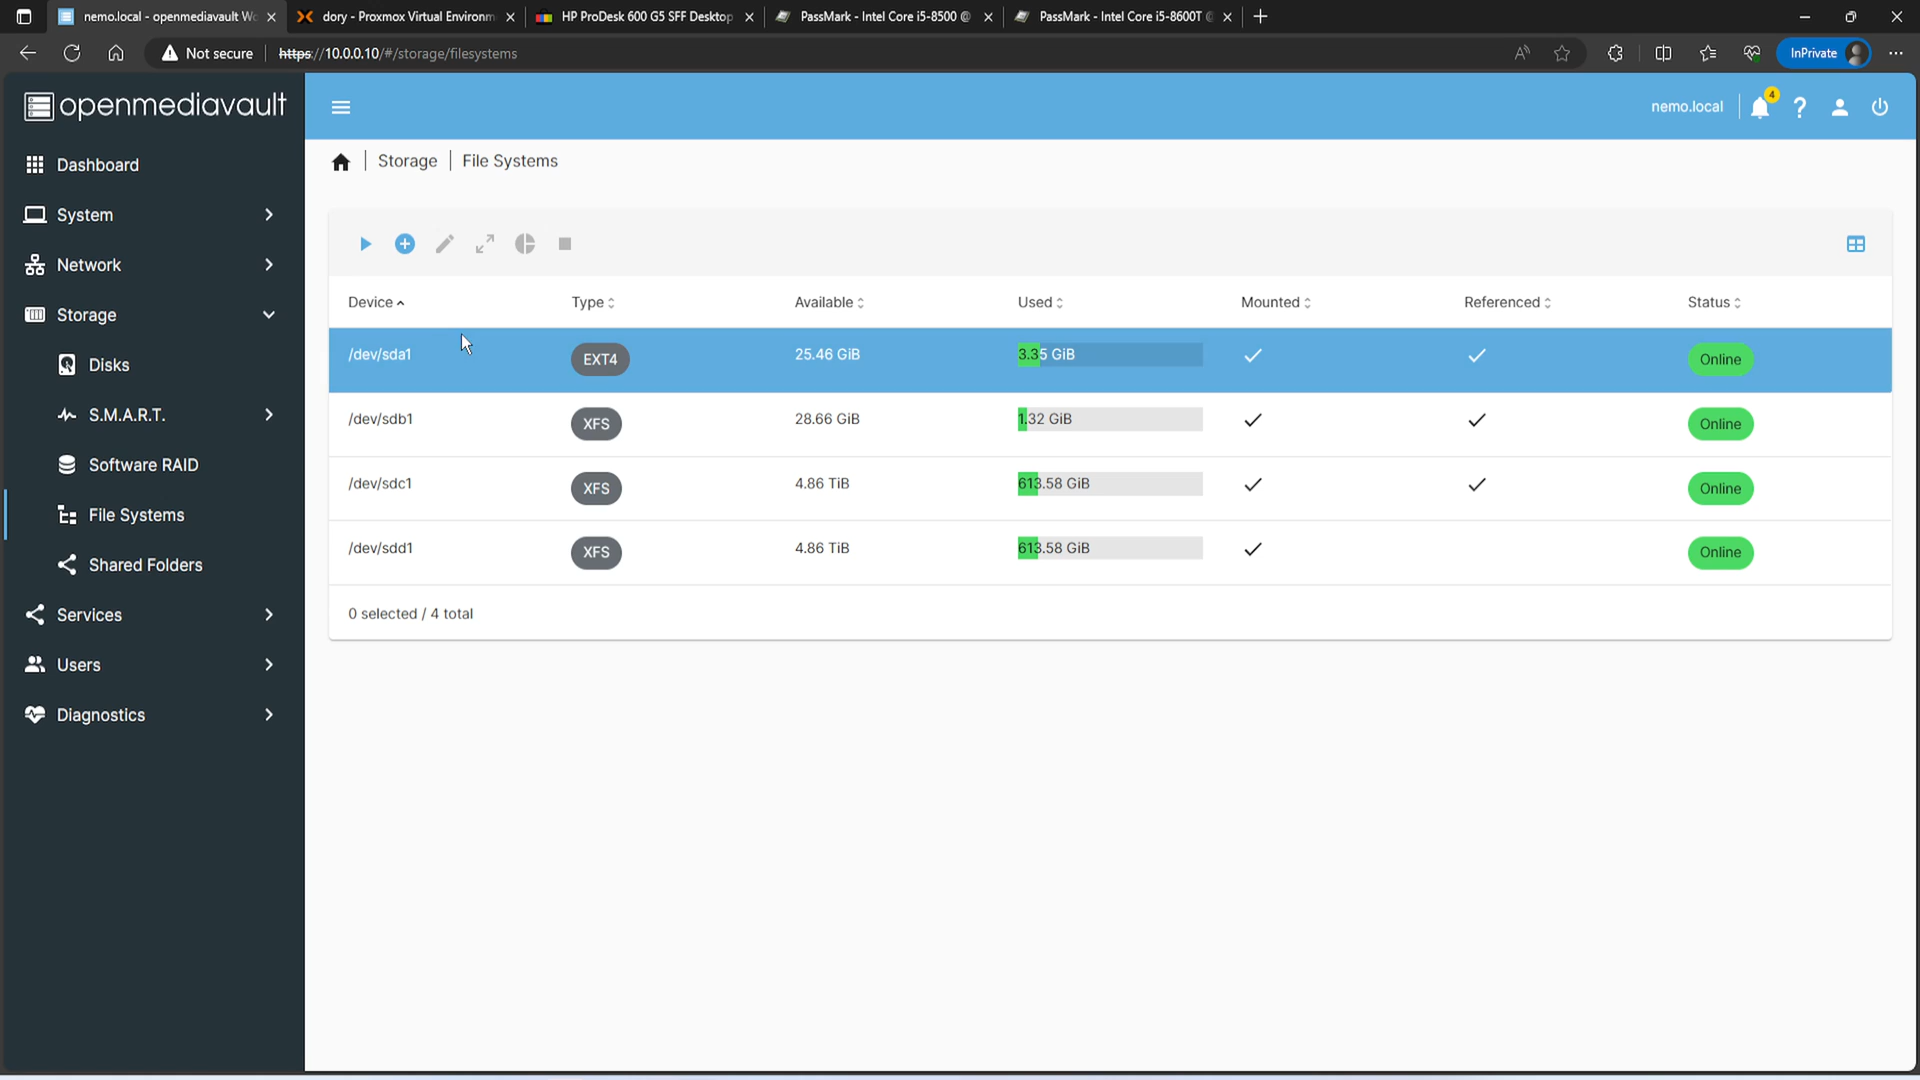 nemo.local - openmediavault Wo
dory - Proxmox Virtual Environm
HP ProDesk 600 G5 SFF Desktop
PassMark - Intel Core i5-8500 @
PassMark - Intel Core i5-8600T @
Not secure
https://10.0.0.10/#/storage/filesystems
InPrivate
openmediavault
nemo.local
4
Dashboard
System
Network
Storage
Disks
S.M.A.R.T.
Software RAID
File Systems
Shared Folders
Services
Users
Diagnostics
Storage | File Systems
Device Type Available Used Mounted Referenced Status
/dev/sda1 EXT4 25.46 GiB 3.35 GiB Online
/dev/sdb1 XFS 28.66 GiB 1.32 GiB Online
/dev/sdc1 XFS 4.86 TiB 613.58 GiB Online
/dev/sdd1 XFS 4.86 TiB 613.58 GiB Online
0 selected / 4 total